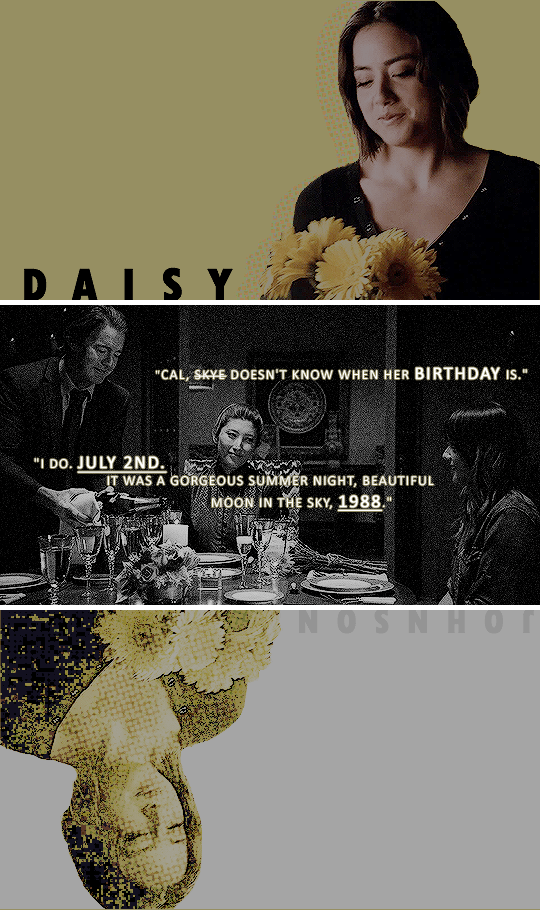 DAISY
"CAL, SKYE DOESN'T KNOW WHEN HER BIRTHDAY IS."
"I DO. JULY 2ND.
IT WAS A GORGEOUS SUMMER NIGHT, BEAUTIFUL
MOON IN THE SKY, 1988."
JOHNSON